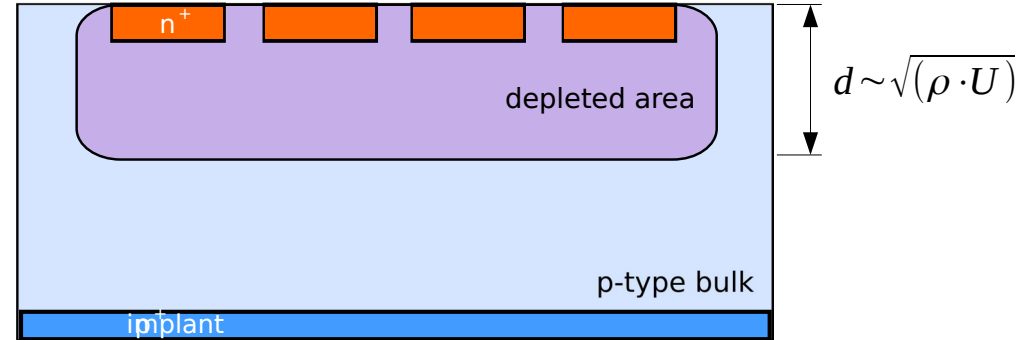 n⁺
depleted area
d ~ √(ρ · U)
p-type bulk
p⁺
implant